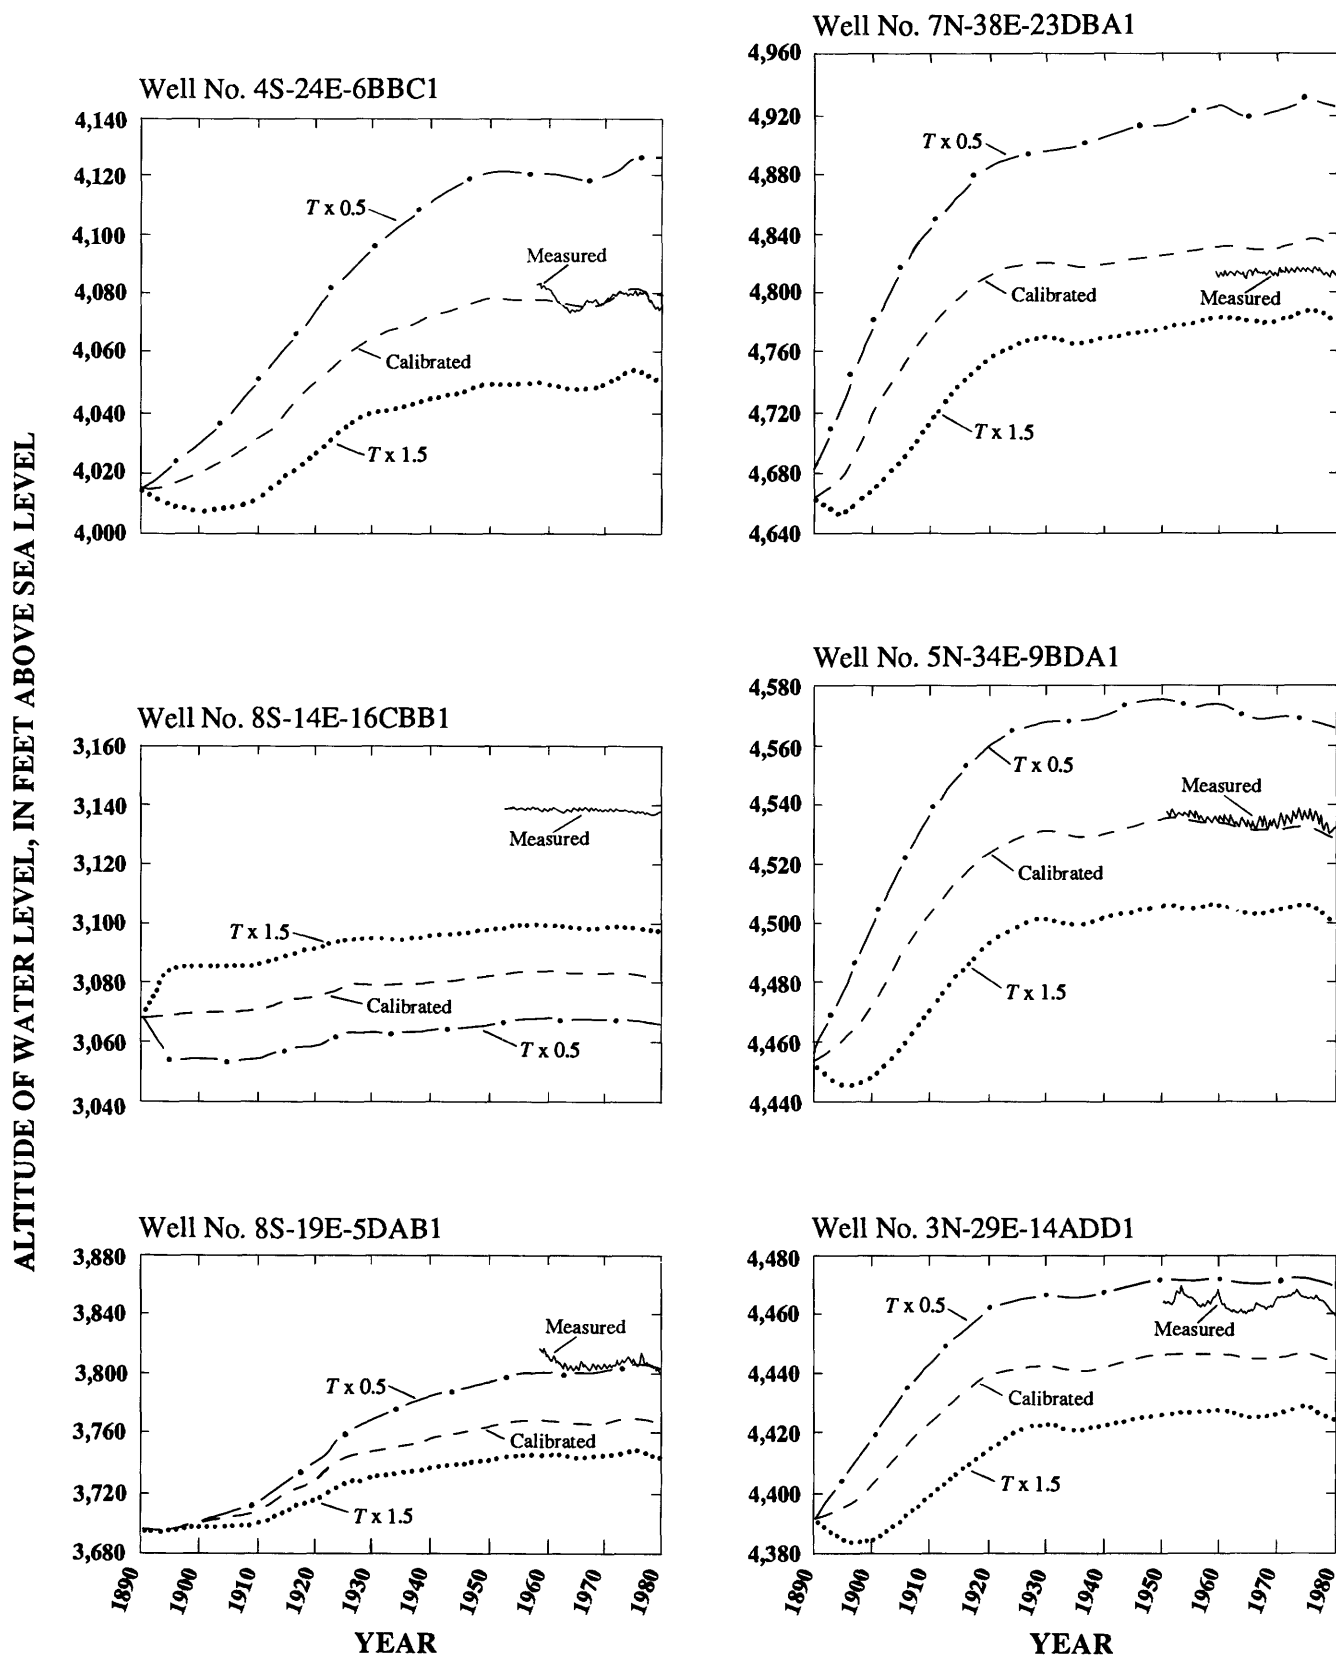 ALTITUDE OF WATER LEVEL, IN FEET ABOVE SEA LEVEL
Well No. 4S-24E-6BBC1
4,140
4,120
4,100
4,080
4,060
4,040
4,020
4,000
T x 0.5
Measured
Calibrated
T x 1.5
Well No. 7N-38E-23DBA1
4,960
4,920
4,880
4,840
4,800
4,760
4,720
4,680
4,640
T x 0.5
Calibrated
Measured
T x 1.5
Well No. 8S-14E-16CBB1
3,160
3,140
3,120
3,100
3,080
3,060
3,040
Measured
T x 1.5
Calibrated
T x 0.5
Well No. 5N-34E-9BDA1
4,580
4,560
4,540
4,520
4,500
4,480
4,460
4,440
T x 0.5
Measured
Calibrated
T x 1.5
Well No. 8S-19E-5DAB1
3,880
3,840
3,800
3,760
3,720
3,680
Measured
T x 0.5
Calibrated
T x 1.5
1890 1900 1910 1920 1930 1940 1950 1960 1970 1980
YEAR
Well No. 3N-29E-14ADD1
4,480
4,460
4,440
4,420
4,400
4,380
T x 0.5
Measured
Calibrated
T x 1.5
1890 1900 1910 1920 1930 1940 1950 1960 1970 1980
YEAR